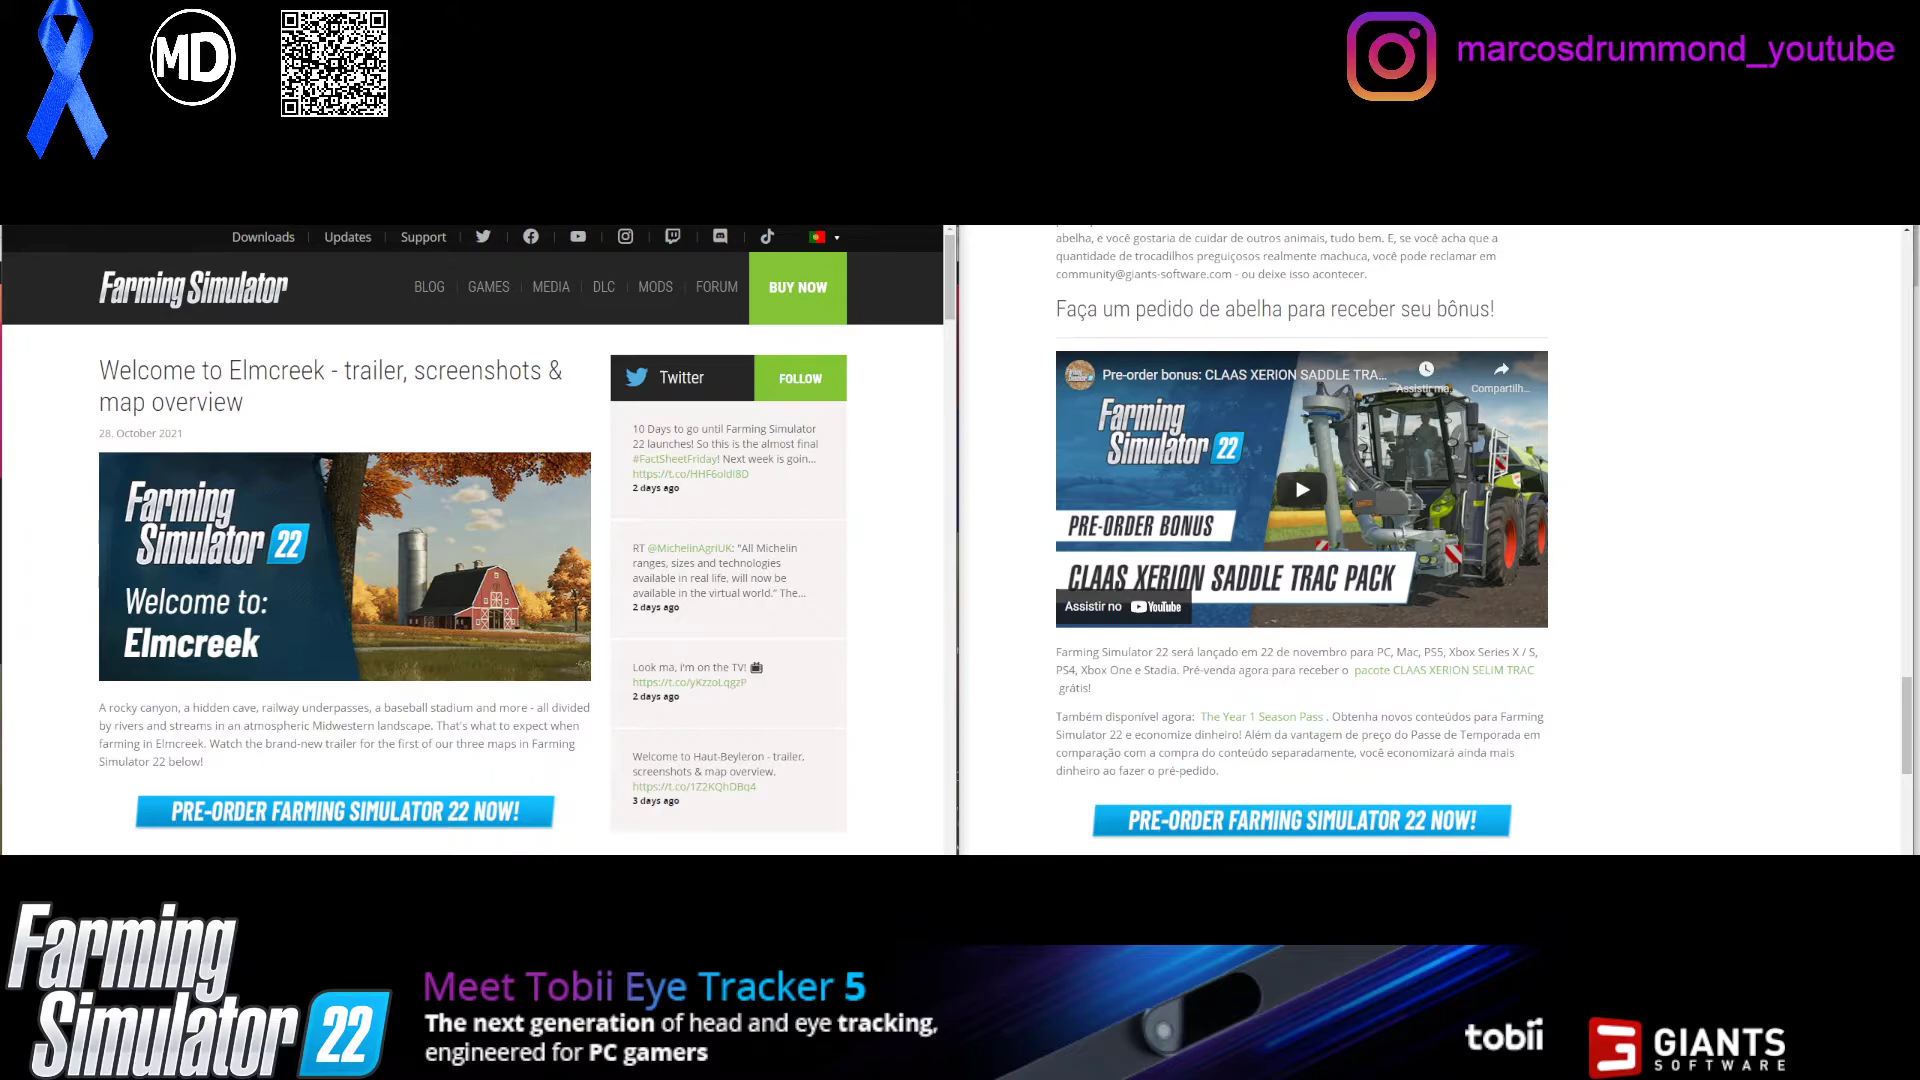 MD
marcosdrummond_youtube
Downloads
Updates
Support
Farming Simulator
BLOG
GAMES
MEDIA
DLC
MODS
FORUM
BUY NOW
Welcome to Elmcreek - trailer, screenshots &
map overview
28. October 2021
Farming
Simulator 22
Welcome to:
Elmcreek
A rocky canyon, a hidden cave, railway underpasses, a baseball stadium and more - all divided
by rivers and streams in an atmospheric Midwestern landscape. That's what to expect when
farming in Elmcreek. Watch the brand-new trailer for the first of our three maps in Farming
Simulator 22 below!
PRE-ORDER FARMING SIMULATOR 22 NOW!
Twitter
FOLLOW
10 Days to go until Farming Simulator
22 launches! So this is the almost final
#FactSheetFriday! Next week is goin...
https://t.co/HHF6oldI8D
2 days ago
RT @MichelinAgriUK: "All Michelin
ranges, sizes and technologies
available in real life, will now be
available in the virtual world." The...
2 days ago
Look ma, i'm on the TV!
https://t.co/yKzzoLqgzP
2 days ago
Welcome to Haut-Beyleron - trailer,
screenshots & map overview.
https://t.co/1Z2KQhDBq4
3 days ago
abelha, e você gostaria de cuidar de outros animais, tudo bem. E, se você acha que a
quantidade de trocadilhos preguiçosos realmente machuca, você pode reclamar em
community@giants-software.com - ou deixe isso acontecer.
Faça um pedido de abelha para receber seu bônus!
Pre-order bonus: CLAAS XERION SADDLE TRA...
Assistir ma...
Compartilh...
Farming
Simulator 22
PRE-ORDER BONUS
CLAAS XERION SADDLE TRAC PACK
Assistir no YouTube
Farming Simulator 22 será lançado em 22 de novembro para PC, Mac, PS5, Xbox Series X / S,
PS4, Xbox One e Stadia. Pré-venda agora para receber o pacote CLAAS XERION SELIM TRAC
grátis!
Também disponível agora: The Year 1 Season Pass . Obtenha novos conteúdos para Farming
Simulator 22 e economize dinheiro! Além da vantagem de preço do Passe de Temporada em
comparação com a compra do conteúdo separadamente, você economizará ainda mais
dinheiro ao fazer o pré-pedido.
PRE-ORDER FARMING SIMULATOR 22 NOW!
Farming
Simulator 22
Meet Tobii Eye Tracker 5
The next generation of head and eye tracking,
engineered for PC gamers
tobii
GIANTS
SOFTWARE